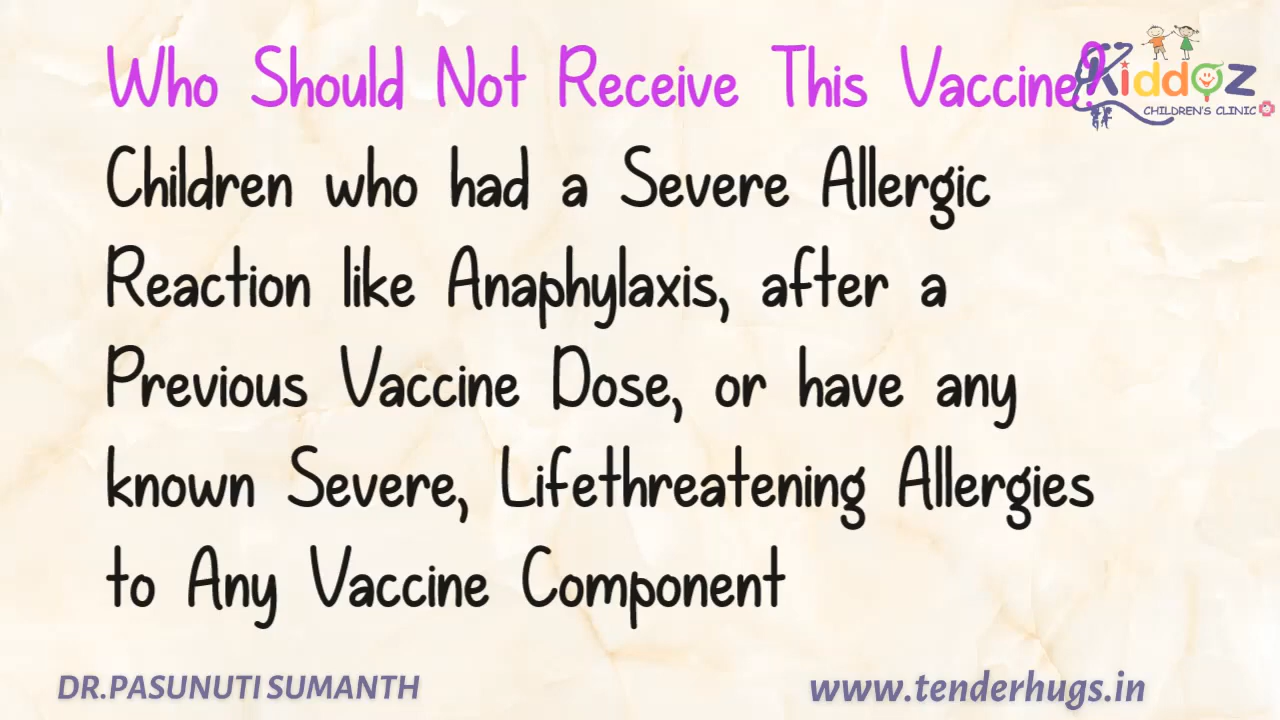 Who Should Not Receive This Vaccine?
Kiddoz
CHILDREN'S CLINIC
Children who had a Severe Allergic
Reaction like Anaphylaxis, after a
Previous Vaccine Dose, or have any
known Severe, Lifethreatening Allergies
to Any Vaccine Component
DR.PASUNUTI SUMANTH
www.tenderhugs.in